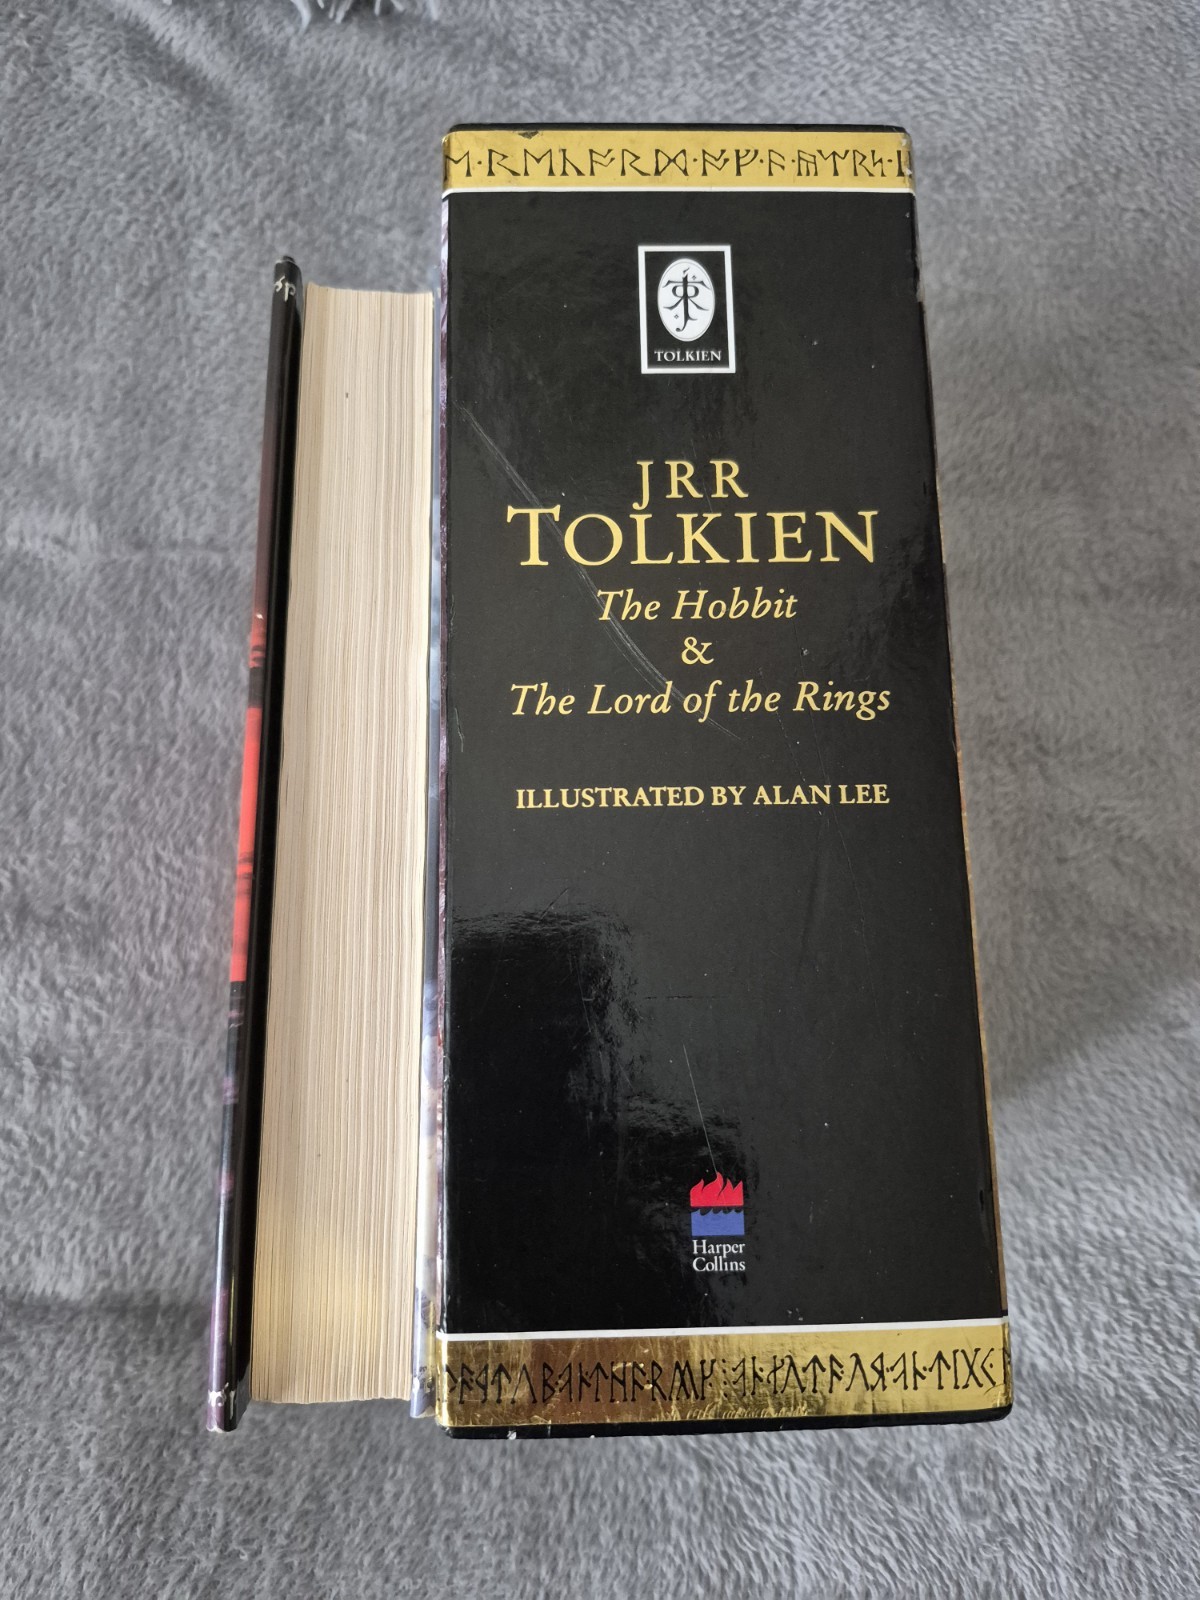 TOLKIEN
JRR
TOLKIEN
The Hobbit
&
The Lord of the Rings
ILLUSTRATED BY ALAN LEE
Harper
Collins